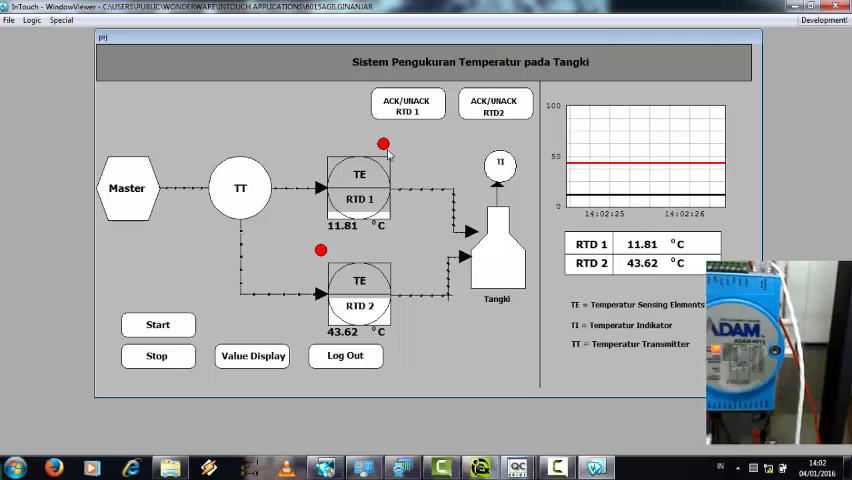 InTouch - WindowViewer - C:\USERS\PUBLIC\WONDERWARE\INTOUCH APPLICATIONS\6015AGILGINANJAR
File Logic Special
Development!
prj
Sistem Pengukuran Temperatur pada Tangki
ACK/UNACK
RTD 1
ACK/UNACK
RTD2
Master
TT
TE
RTD 1
11.81 °C
TE
RTD 2
43.62 °C
TI
Tangki
100
50
0
14:02:25 14:02:26
RTD 1 11.81 °C
RTD 2 43.62 °C
TE = Temperatur Sensing Elements
TI = Temperatur Indikator
TT = Temperatur Transmitter
Start
Stop
Value Display
Log Out
ADAM
ADAM-4015
QC
IN
14:02
04/01/2016